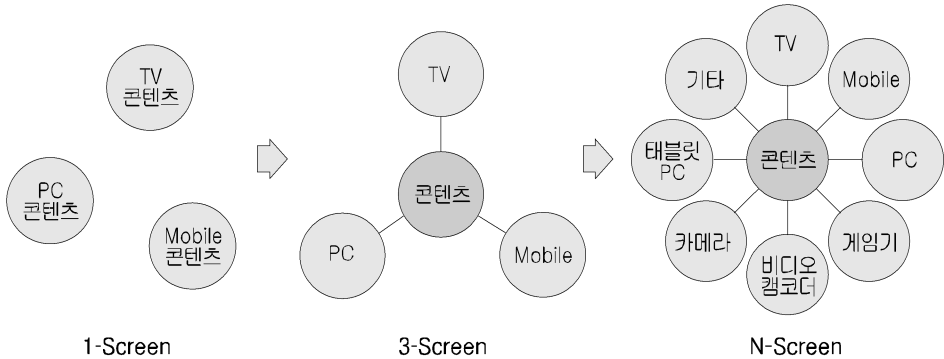 TV
콘텐츠
PC
콘텐츠
Mobile
콘텐츠
1-Screen
TV
콘텐츠
PC
Mobile
3-Screen
TV
기타
Mobile
태블릿
PC
콘텐츠
PC
카메라
게임기
비디오
캠코더
N-Screen